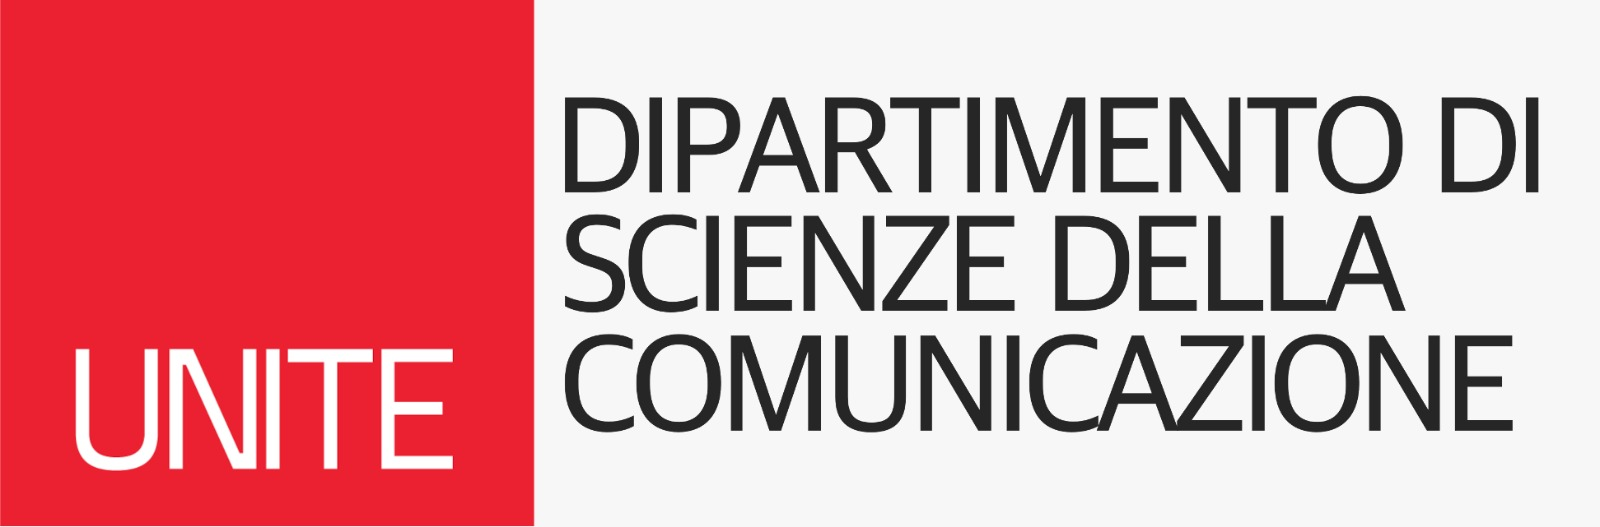 UNITE
DIPARTIMENTO DI
SCIENZE DELLA
COMUNICAZIONE